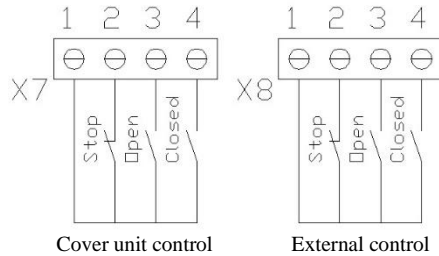 1 2 3 4
X7
Stop
Open
Closed
Cover unit control
1 2 3 4
X8
Stop
Open
Closed
External control